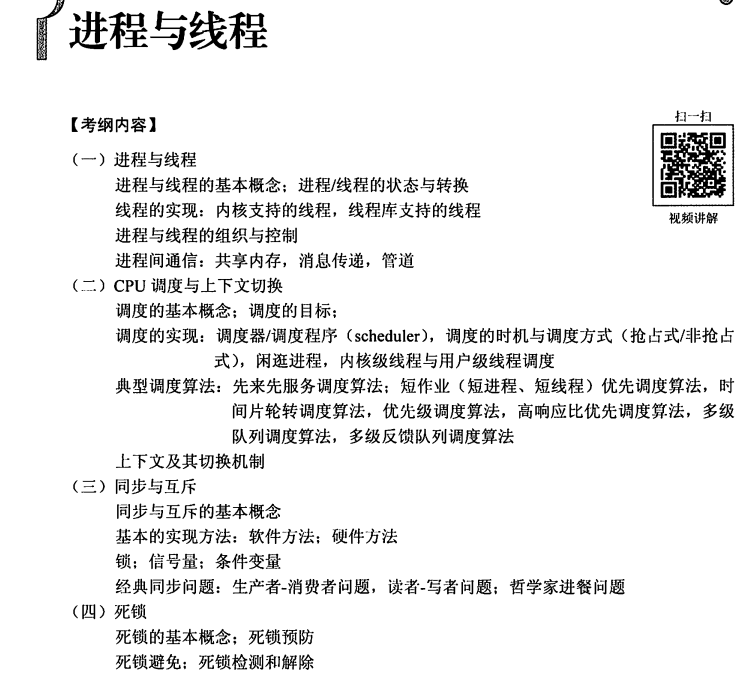 进程与线程
【考纲内容】
扫一扫
（一）进程与线程
进程与线程的基本概念；进程/线程的状态与转换
线程的实现：内核支持的线程，线程库支持的线程
视频讲解
进程与线程的组织与控制
进程间通信：共享内存，消息传递，管道
（二）CPU 调度与上下文切换
调度的基本概念；调度的目标；
调度的实现：调度器/调度程序（scheduler），调度的时机与调度方式（抢占式/非抢占
式），闲逛进程，内核级线程与用户级线程调度
典型调度算法：先来先服务调度算法；短作业（短进程、短线程）优先调度算法，时
间片轮转调度算法，优先级调度算法，高响应比优先调度算法，多级
队列调度算法，多级反馈队列调度算法
上下文及其切换机制
（三）同步与互斥
同步与互斥的基本概念
基本的实现方法：软件方法；硬件方法
锁；信号量；条件变量
经典同步问题：生产者-消费者问题，读者-写者问题；哲学家进餐问题
（四）死锁
死锁的基本概念；死锁预防
死锁避免；死锁检测和解除